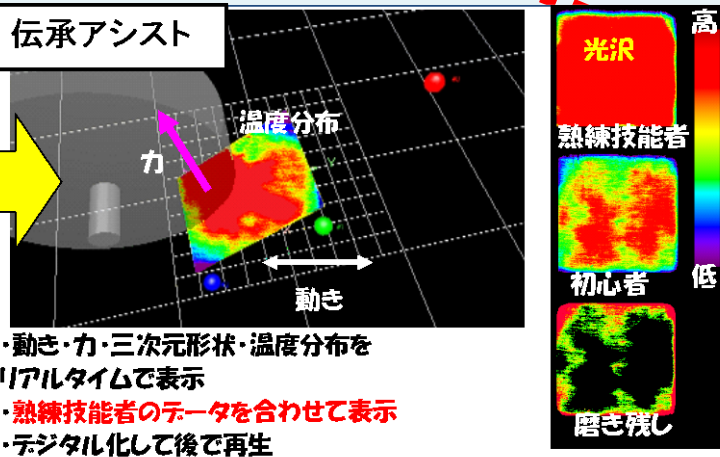 伝承アシスト
温度分布
力
動き
・動き・力・三次元形状・温度分布を
リアルタイムで表示
・熟練技能者のデータを合わせて表示
・デジタル化して後で再生
光沢
熟練技能者
初心者
磨き残し
高
低